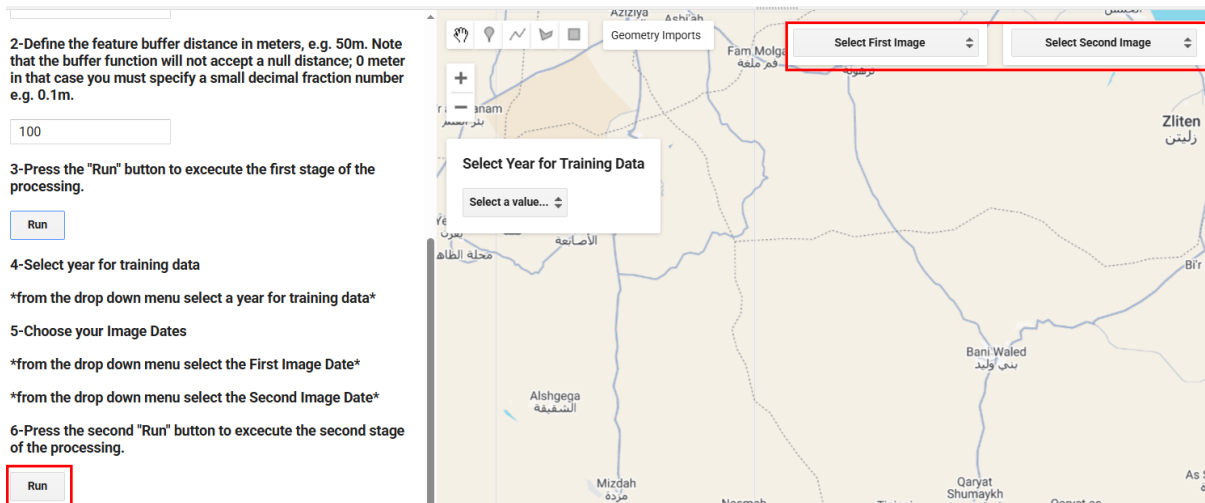 2-Define the feature buffer distance in meters, e.g. 50m. Note
that the buffer function will not accept a null distance; 0 meter
in that case you must specify a small decimal fraction number
e.g. 0.1m.
100
3-Press the "Run" button to excecute the first stage of the
processing.
Run
4-Select year for training data
*from the drop down menu select a year for training data*
5-Choose your Image Dates
*from the drop down menu select the First Image Date*
*from the drop down menu select the Second Image Date*
6-Press the second "Run" button to excecute the second stage
of the processing.
Run
Geometry Imports
Select First Image
Select Second Image
+
−
Select Year for Training Data
Select a value...
Aziziya
Asbi'ah
Fam Molga
فم ملغة
ترهونة
Zliten
زليتن
الأصابعة
Bi'r
Bani Waled
بني وليد
Alshgega
الشقيقة
Mizdah
مزدة
Qaryat
Shumaykh